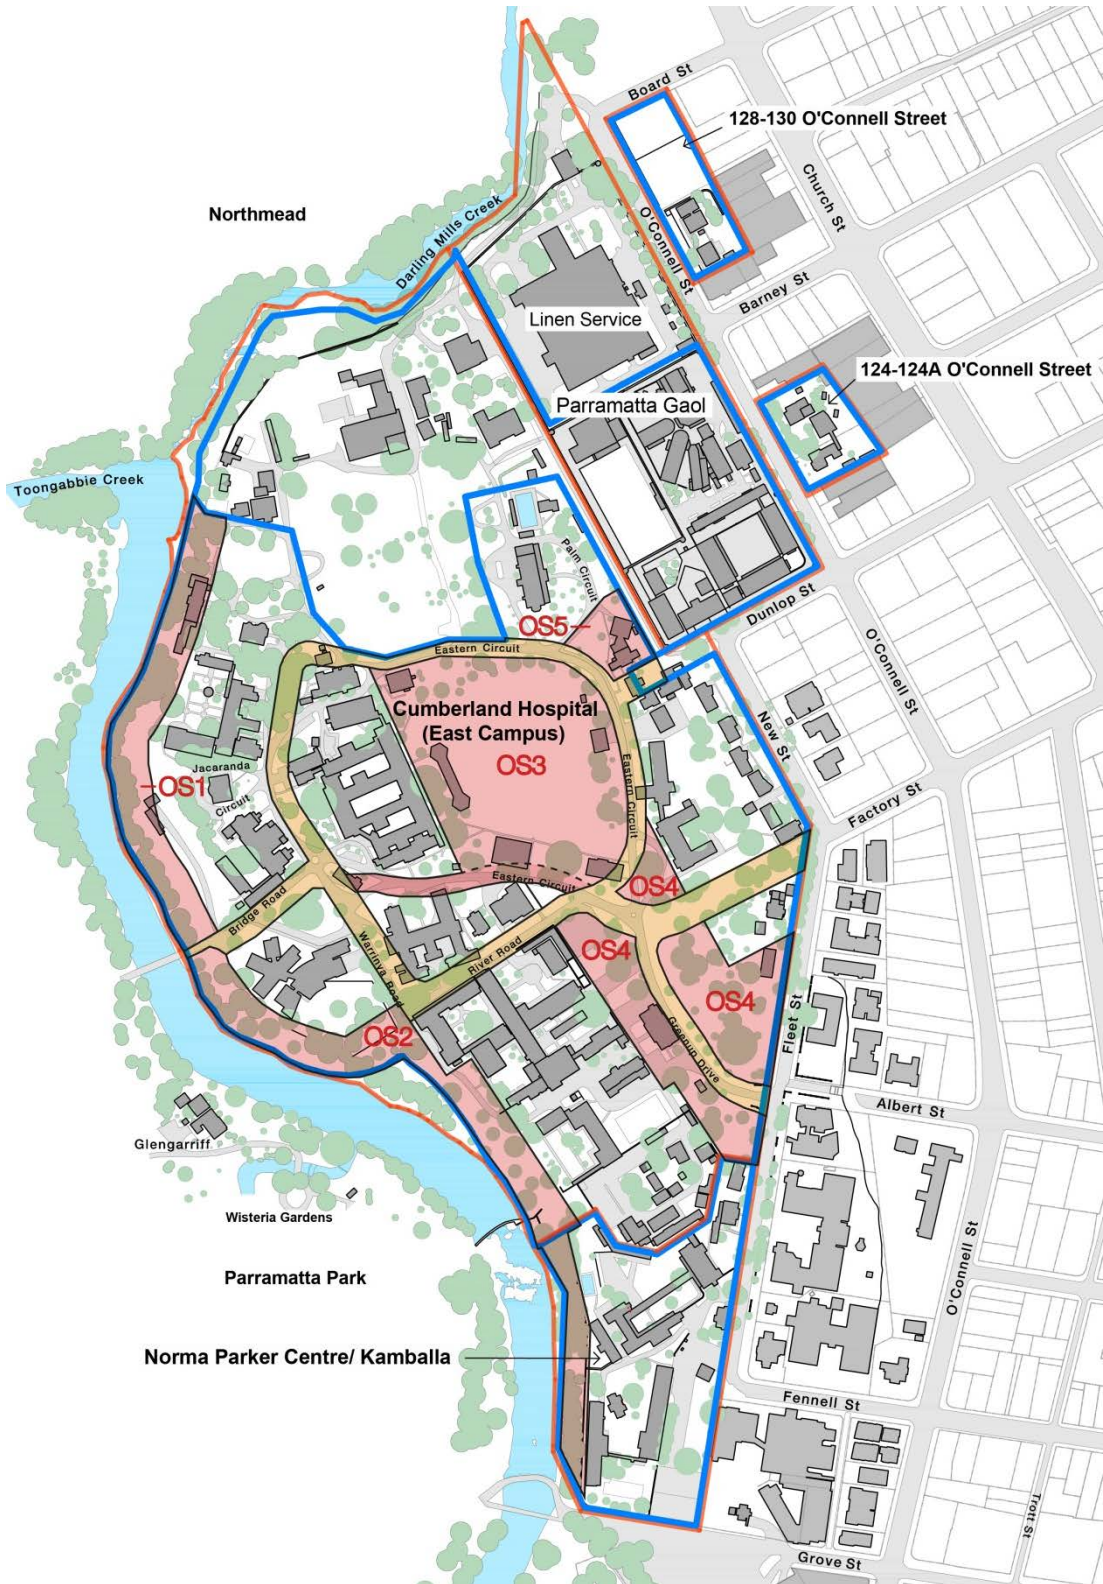 Board St
128-130 O'Connell Street
Church St
Northmead
Darling Mills Creek
O'Connell St
Barney St
Linen Service
124-124A O'Connell Street
Parramatta Gaol
Toongabbie Creek
Palm Circuit
Dunlop St
OS5
Eastern Circuit
O'Connell St
Cumberland Hospital
(East Campus)
New St
OS3
Jacaranda
Circuit
OS1
Eastern Circuit
Factory St
Eastern Circuit
OS4
Bridge Road
Warrinya Road
River Road
OS4
OS4
Fleet St
OS2
Greenup Drive
Albert St
Glengarriff
Wisteria Gardens
O'Connell St
Parramatta Park
Norma Parker Centre/ Kamballa
Fennell St
Trott St
Grove St